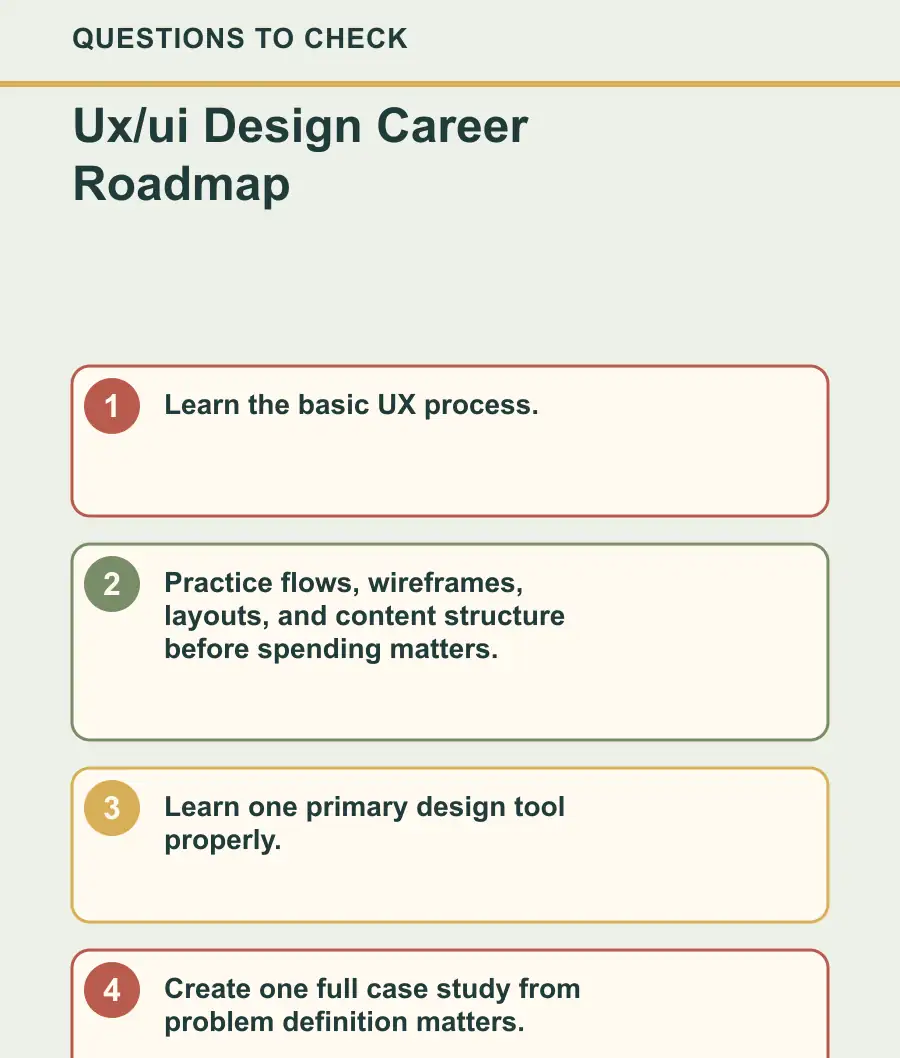 QUESTIONS TO CHECK
Ux/ui Design Career
Roadmap
1
Learn the basic UX process.
2
Practice flows, wireframes,
layouts, and content structure
before spending matters.
3
Learn one primary design tool
properly.
4
Create one full case study from
problem definition matters.